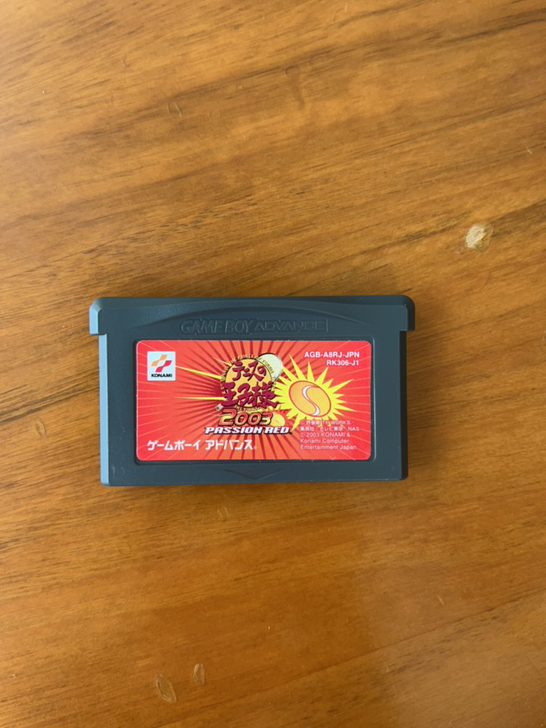 GAME BOY ADVANCE
KONAMI
AGB-A8RJ-JPN
RK306-J1
テニスの
王子様
2003
PASSION RED
ゲームボーイ アドバンス
© 2003 KONAMI &
Konami Computer
Entertainment Japan